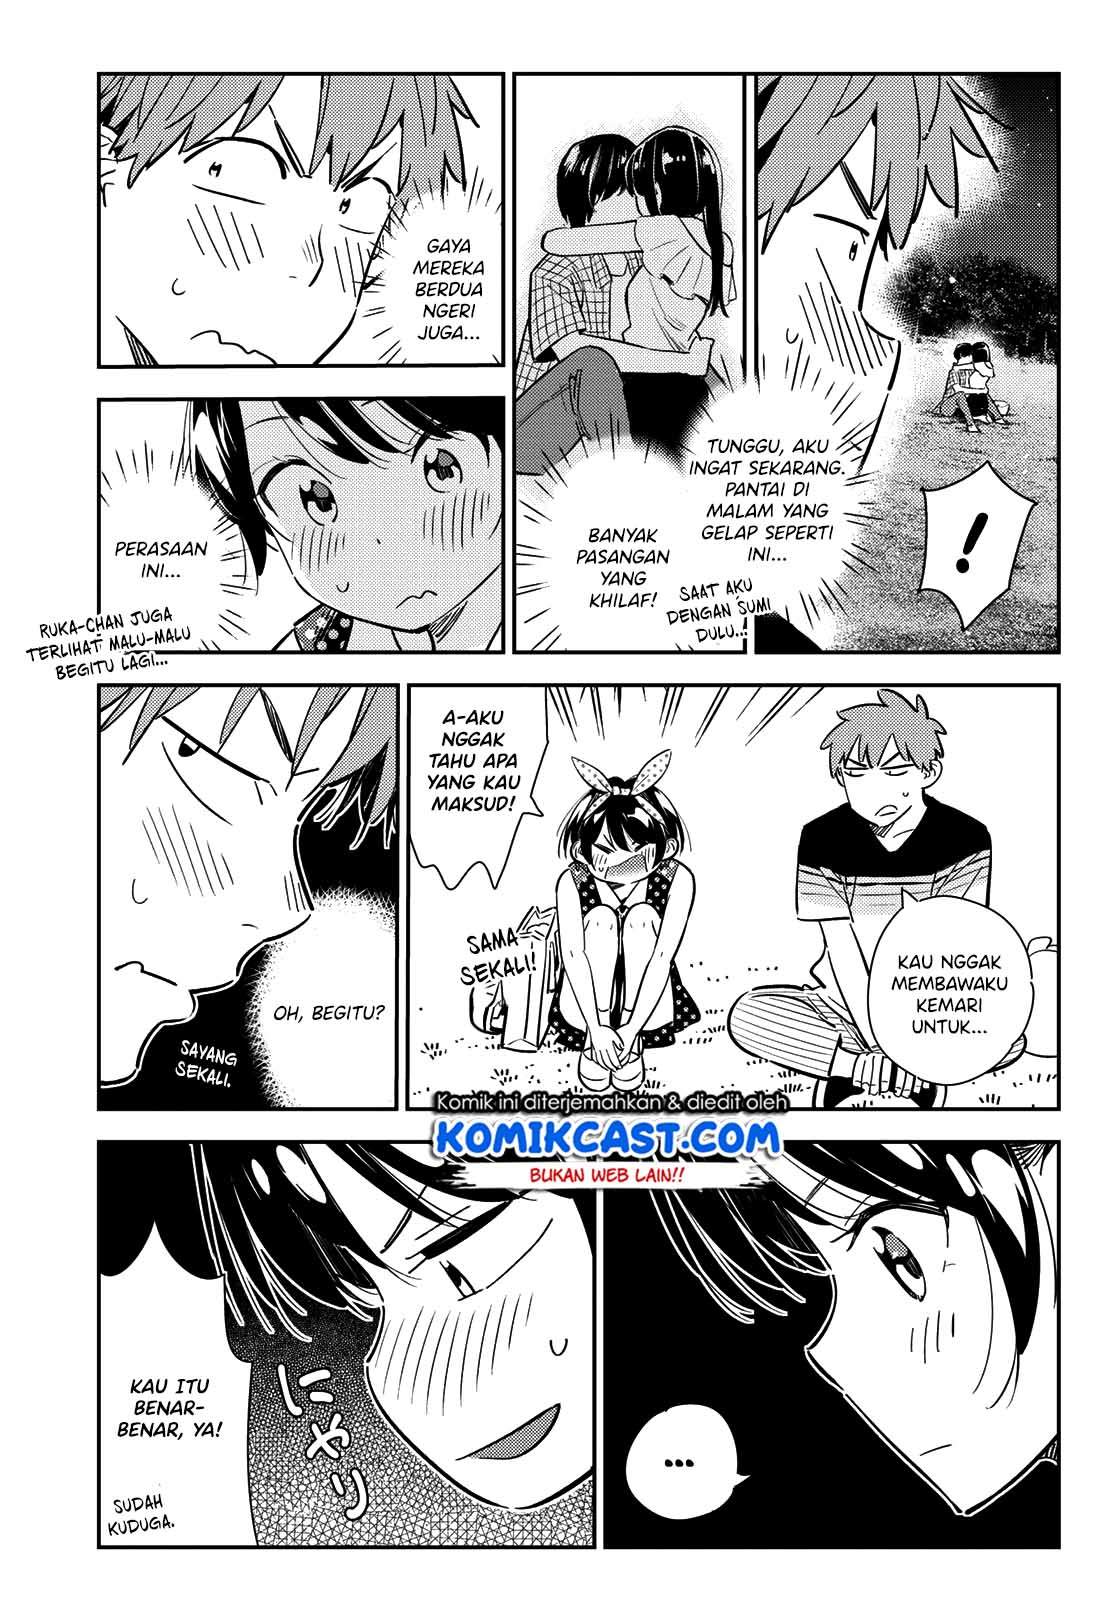 !
TUNGGU, AKU
INGAT SEKARANG.
PANTAI DI
MALAM YANG
GELAP SEPERTI
INI...
SAAT AKU
DENGAN SUMI
DULU...
BANYAK
PASANGAN
YANG
KHILAF!
GAYA
MEREKA
BERDUA
NGERI
JUGA...
PERASAAN
INI...
RUKA-CHAN JUGA
TERLIHAT MALU-MALU
BEGITU LAGI...
KAU NGGAK
MEMBAWAKU
KEMARI
UNTUK...
A-AKU
NGGAK
TAHU APA
YANG KAU
MAKSUD!
SAMA
SEKALI!
OH, BEGITU?
SAYANG
SEKALI.
Komik ini diterjemahkan & diedit oleh
KOMIKCAST.COM
BUKAN WEB LAIN!!
...
にやり
KAU ITU
BENAR-
BENAR, YA!
SUDAH
KUDUGA.